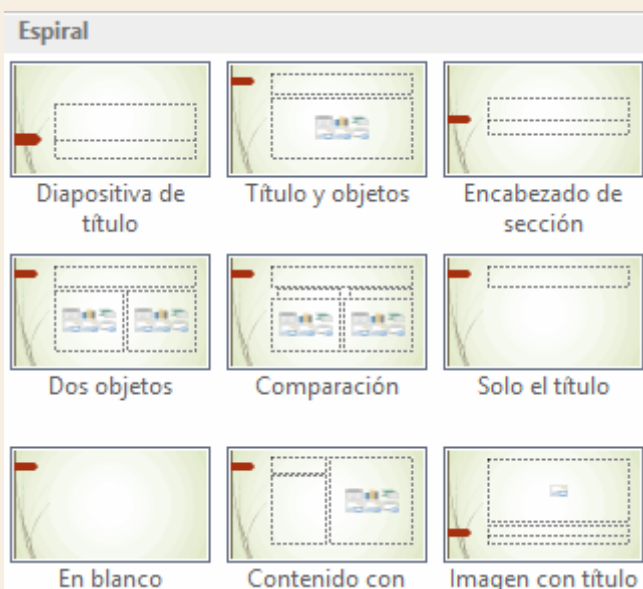 Espiral
Diapositiva de
título
Título y objetos
Encabezado de
sección
Dos objetos
Comparación
Solo el título
En blanco
Contenido con
Imagen con título